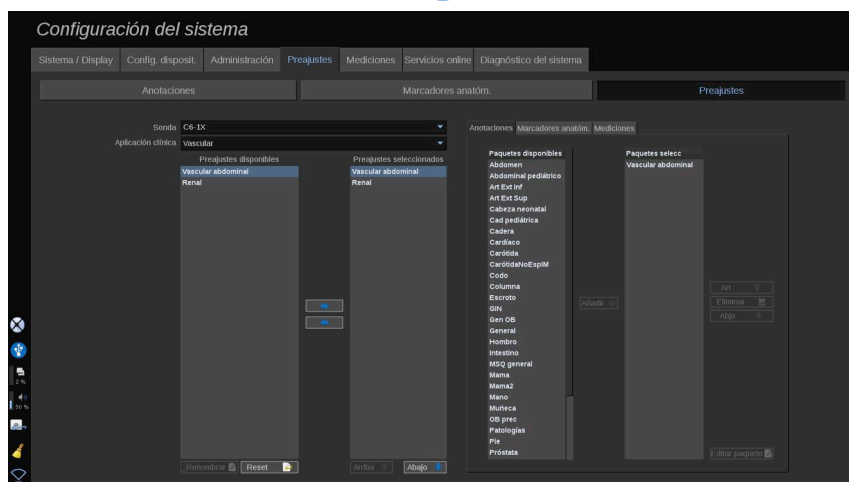 Configuración del sistema
Sistema / Display Config. disposit. Administración Preajustes Mediciones Servicios online Diagnóstico del sistema
Anotaciones Marcadores anatóm. Preajustes
Sonda C6-1X
Aplicación clínica Vascular
Preajustes disponibles Preajustes seleccionados
Vascular abdominal Vascular abdominal
Renal Renal
Renombrar Reset Arriba Abajo
Anotaciones Marcadores anatóm. Mediciones
Paquetes disponibles Paquetes selecc
Abdomen Vascular abdominal
Abdominal pediátrico
Art Ext Inf
Art Ext Sup
Cabeza neonatal
Cad pediátrica
Cadera
Cardíaco
Carótida
CarótidaNoEspIM
Codo
Columna
Escroto
GIN
Gen OB
General
Hombro
Intestino
MSQ general
Mama
Mama2
Mano
Muñeca
OB prec
Patologías
Pie
Próstata
Añadir
Arr
Eliminar
Abjo
Editar paquete
2 %
50 %